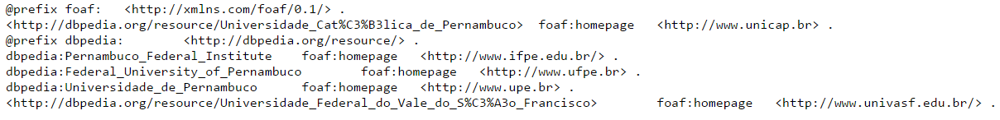 @prefix foaf: <http://xmlns.com/foaf/0.1/> .
<http://dbpedia.org/resource/Universidade_Cat%C3%B3lica_de_Pernambuco> foaf:homepage <http://www.unicap.br> .
@prefix dbpedia: <http://dbpedia.org/resource/> .
dbpedia:Pernambuco_Federal_Institute foaf:homepage <http://www.ifpe.edu.br/> .
dbpedia:Federal_University_of_Pernambuco foaf:homepage <http://www.ufpe.br> .
dbpedia:Universidade_de_Pernambuco foaf:homepage <http://www.upe.br> .
<http://dbpedia.org/resource/Universidade_Federal_do_Vale_do_S%C3%A3o_Francisco> foaf:homepage <http://www.univasf.edu.br/> .